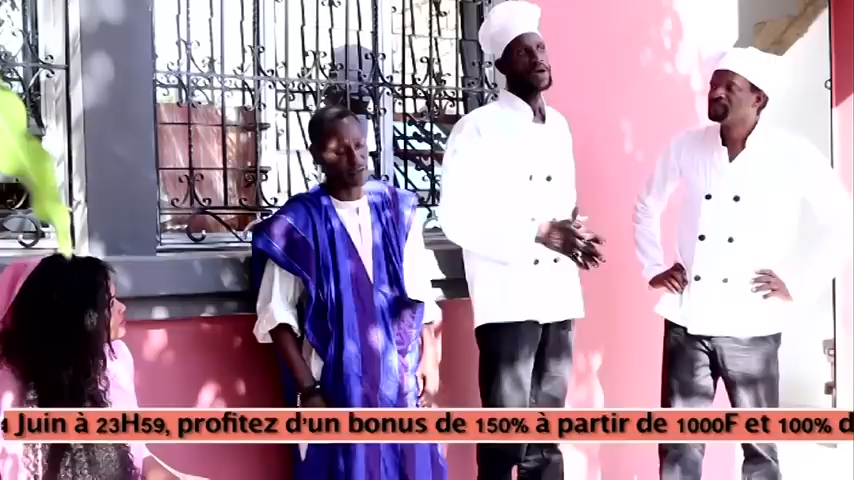 Juin à 23H59, profitez d'un bonus de 150% à partir de 1000F et 100%